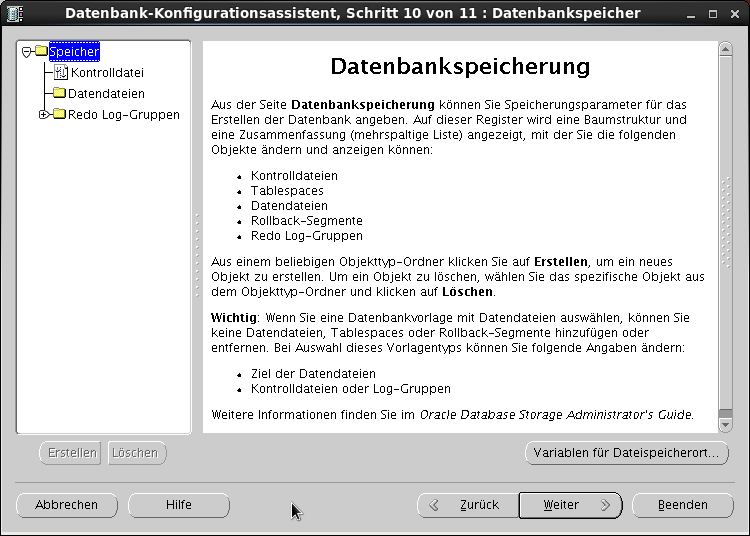 Datenbank-Konfigurationsassistent, Schritt 10 von 11 : Datenbankspeicher
Speicher
Kontrolldatei
Datendateien
Redo Log-Gruppen
Datenbankspeicherung
Aus der Seite Datenbankspeicherung können Sie Speicherungsparameter für das
Erstellen der Datenbank angeben. Auf dieser Register wird eine Baumstruktur und
eine Zusammenfassung (mehrspaltige Liste) angezeigt, mit der Sie die folgenden
Objekte ändern und anzeigen können:
• Kontrolldateien
• Tablespaces
• Datendateien
• Rollback-Segmente
• Redo Log-Gruppen
Aus einem beliebigen Objekttyp-Ordner klicken Sie auf Erstellen, um ein neues
Objekt zu erstellen. Um ein Objekt zu löschen, wählen Sie das spezifische Objekt aus
dem Objekttyp-Ordner und klicken auf Löschen.
Wichtig: Wenn Sie eine Datenbankvorlage mit Datendateien auswählen, können Sie
keine Datendateien, Tablespaces oder Rollback-Segmente hinzufügen oder
entfernen. Bei Auswahl dieses Vorlagentyps können Sie folgende Angaben ändern:
• Ziel der Datendateien
• Kontrolldateien oder Log-Gruppen
Weitere Informationen finden Sie im Oracle Database Storage Administrator's Guide.
Erstellen Löschen Variablen für Dateispeicherort...
Abbrechen Hilfe Zurück Weiter Beenden